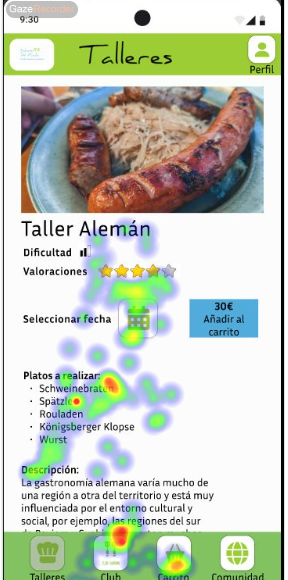 GazeRecorder
9:30
Talleres
Perfil
Taller Alemán
Dificultad
Valoraciones
Seleccionar fecha
30€
Añadir al
carrito
Platos a realizar:
· Schweinebraten
· Spätzle
· Rouladen
· Königsberger Klopse
· Wurst
Descripción:
La gastronomía alemana varía mucho de
una región a otra del territorio y está muy
influenciada por el entorno cultural y
social, por ejemplo, las regiones del sur
Talleres
Club
Carrito
Comunidad